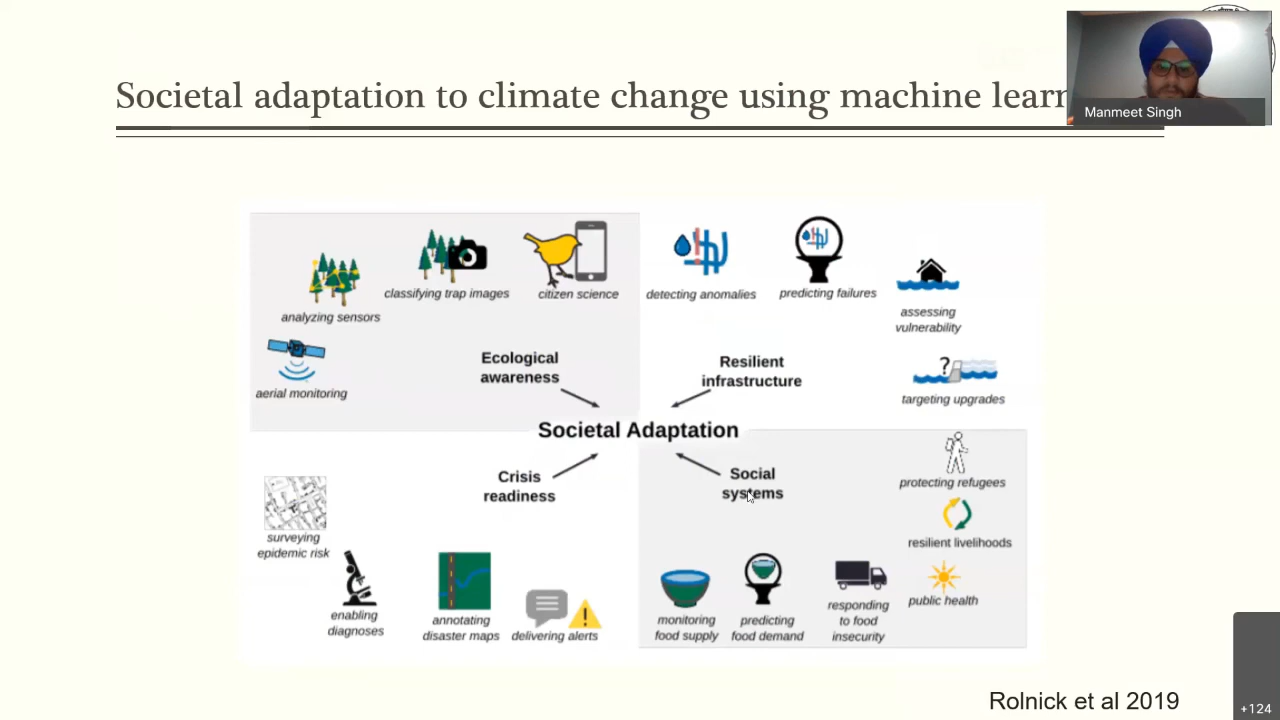 Societal adaptation to climate change using machine learn
Manmeet Singh
analyzing sensors
classifying trap images
citizen science
aerial monitoring
Ecological
awareness
detecting anomalies
predicting failures
assessing
vulnerability
Resilient
infrastructure
targeting upgrades
Societal Adaptation
Crisis
readiness
surveying
epidemic risk
enabling
diagnoses
annotating
disaster maps
delivering alerts
Social
systems
protecting refugees
resilient livelihoods
public health
monitoring
food supply
predicting
food demand
responding
to food
insecurity
?
!
Rolnick et al 2019
+124